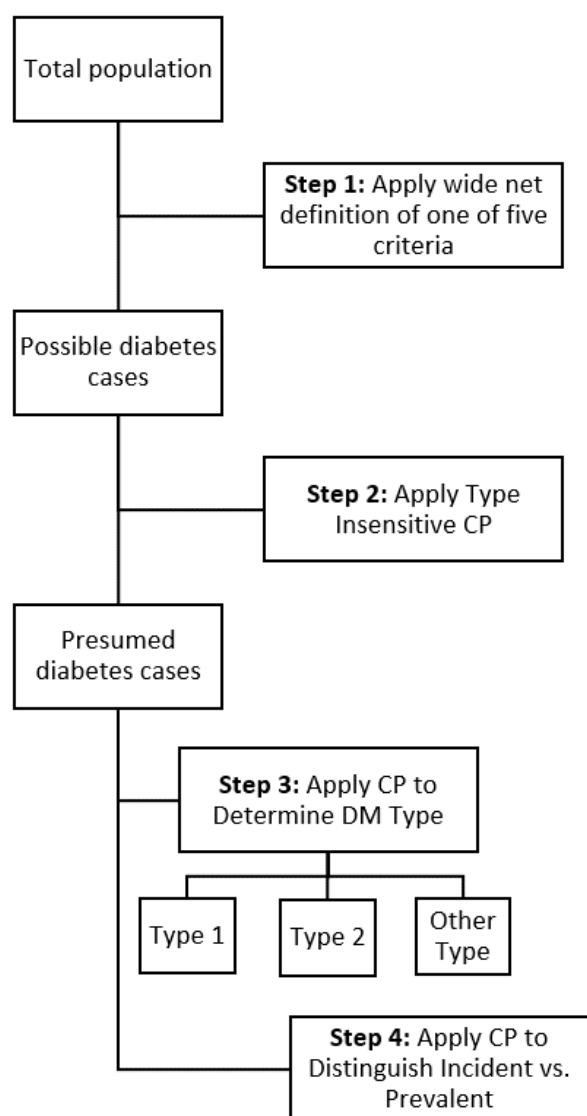 Total population
Step 1: Apply wide net
definition of one of five
criteria
Possible diabetes
cases
Step 2: Apply Type
Insensitive CP
Presumed
diabetes cases
Step 3: Apply CP to
Determine DM Type
Type 1
Type 2
Other
Type
Step 4: Apply CP to
Distinguish Incident vs.
Prevalent